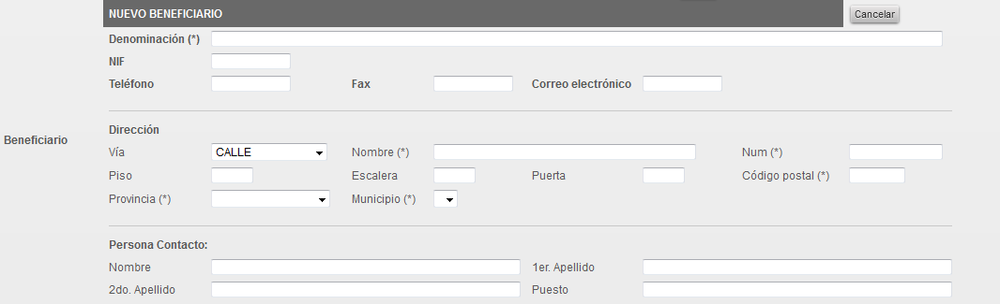 NUEVO BENEFICIARIO Cancelar
Denominación (*)
NIF
Teléfono Fax Correo electrónico
Dirección
Beneficiario
Vía CALLE Nombre (*) Num (*)
Piso Escalera Puerta Código postal (*)
Provincia (*) Municipio (*)
Persona Contacto:
Nombre 1er. Apellido
2do. Apellido Puesto